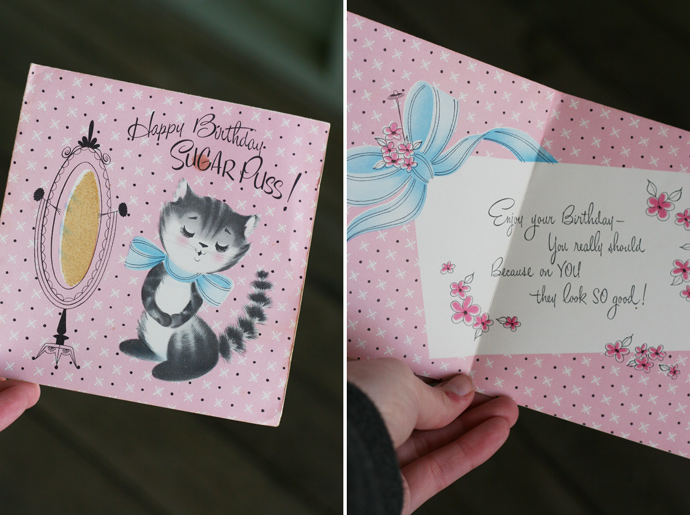 Happy Birthday
SUGAR PUSS!
Enjoy your Birthday—
You really should
Because on YOU
they look SO good!